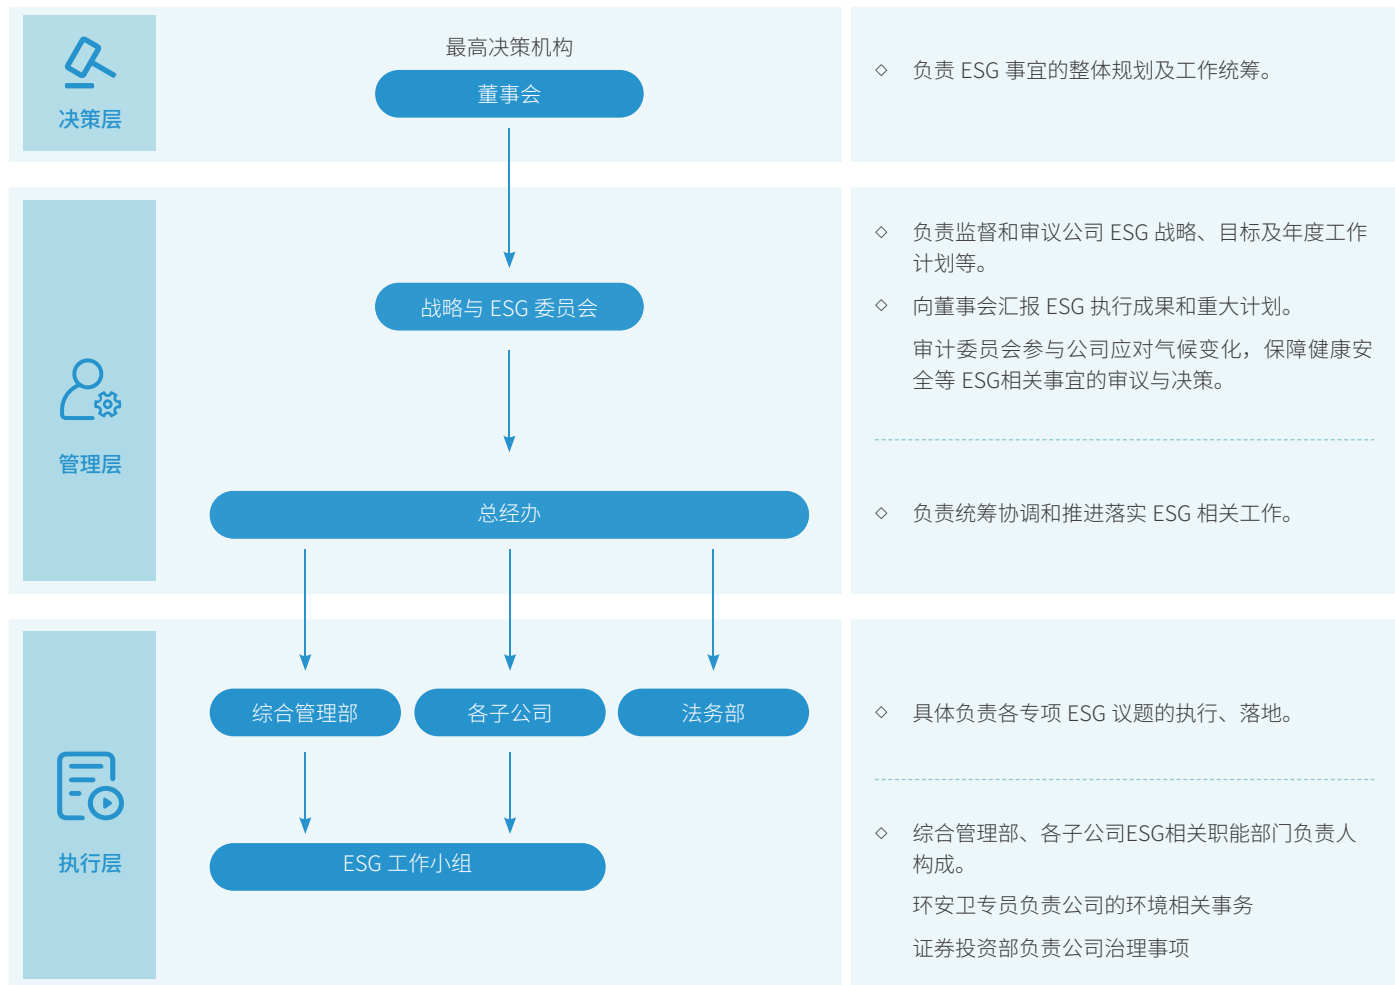 最高决策机构
董事会
决策层
◇ 负责 ESG 事宜的整体规划及工作统筹。
战略与 ESG 委员会
总经办
管理层
◇ 负责监督和审议公司 ESG 战略、目标及年度工作
计划等。
◇ 向董事会汇报 ESG 执行成果和重大计划。
审计委员会参与公司应对气候变化，保障健康安
全等 ESG相关事宜的审议与决策。
◇ 负责统筹协调和推进落实 ESG 相关工作。
综合管理部
各子公司
法务部
ESG 工作小组
执行层
◇ 具体负责各专项 ESG 议题的执行、落地。
◇ 综合管理部、各子公司ESG相关职能部门负责人
构成。
环安卫专员负责公司的环境相关事务
证券投资部负责公司治理事项